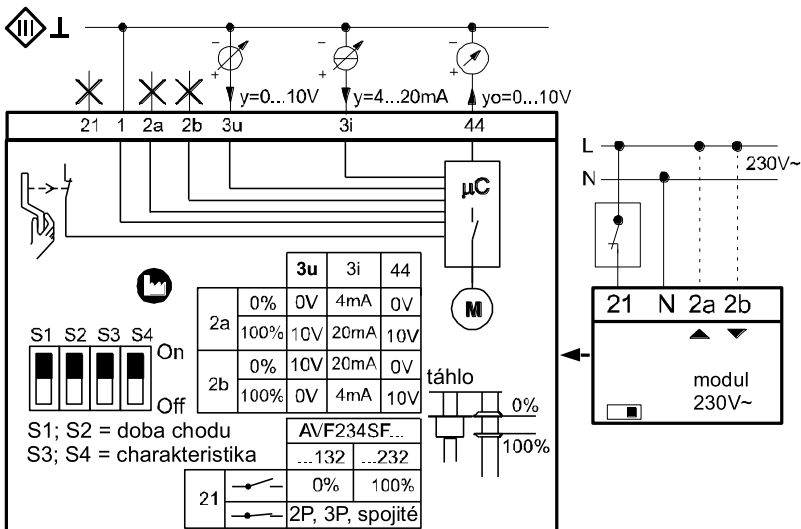 III
- - -
+ + +
y=0...10V y=4...20mA yo=0...10V
21 1 2a 2b 3u 3i 44
µC
M
3u 3i 44
2a 0% 0V 4mA 0V
100% 10V 20mA 10V
2b 0% 10V 20mA 0V
100% 0V 4mA 10V
S1 S2 S3 S4
On
Off
S1; S2 = doba chodu
S3; S4 = charakteristika
AVF234SF...
...132 ...232
21 0% 100%
2P, 3P, spojité
táhlo
0%
100%
L
N
230V~
21 N 2a 2b
modul
230V~